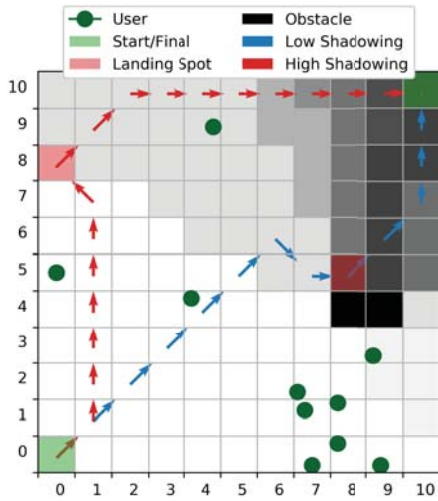 User
Obstacle
Start/Final
Low Shadowing
Landing Spot
High Shadowing
10
9
8
7
6
5
4
3
2
1
0
0 1 2 3 4 5 6 7 8 9 10